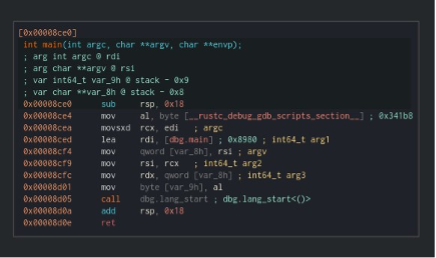 [0x00008ce0]
int main(int argc, char **argv, char **envp);
; arg int argc @ rdi
; arg char **argv @ rsi
; var int64_t var_9h @ stack - 0x9
; var char **var_8h @ stack - 0x8
0x00008ce0 sub rsp, 0x18
0x00008ce4 mov al, byte [__rustc_debug_gdb_scripts_section__] ; 0x341b8
0x00008cea movsxd rcx, edi ; argc
0x00008ced lea rdi, [dbg.main] ; 0x8980 ; int64_t arg1
0x00008cf4 mov qword [var_8h], rsi ; argv
0x00008cf9 mov rsi, rcx ; int64_t arg2
0x00008cfc mov rdx, qword [var_8h] ; int64_t arg3
0x00008d01 mov byte [var_9h], al
0x00008d05 call dbg.lang_start ; dbg.lang_start<()>
0x00008d0a add rsp, 0x18
0x00008d0e ret